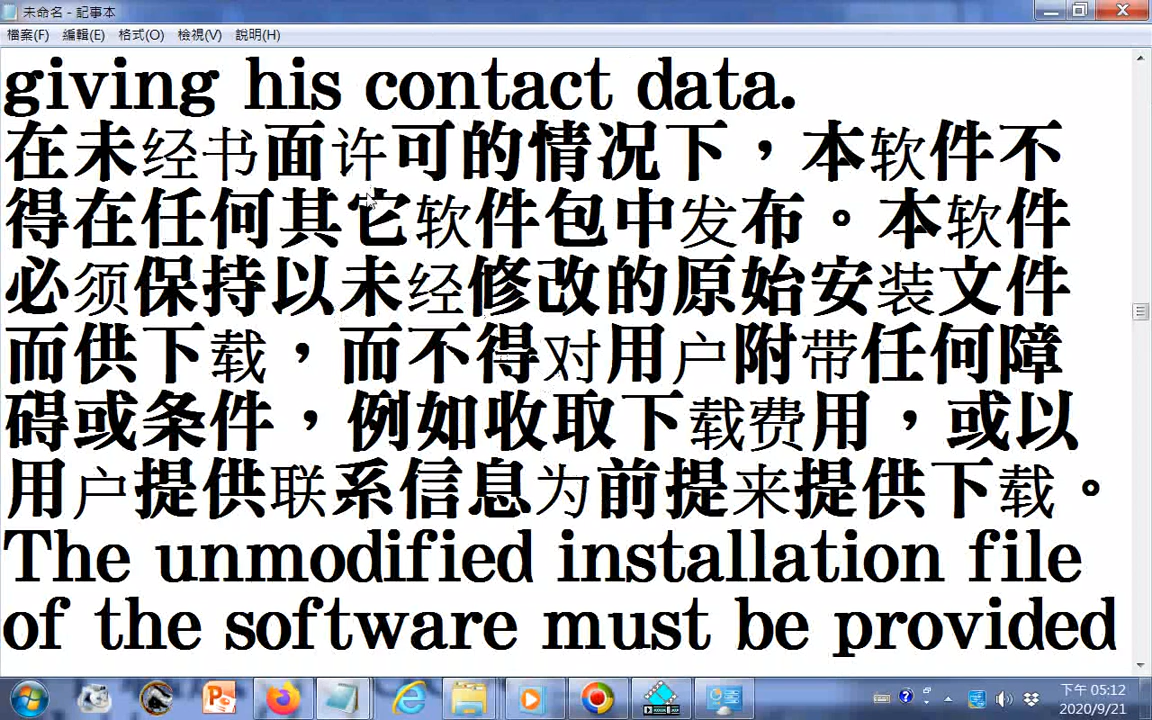 未命名 - 記事本
檔案(F) 編輯(E) 格式(O) 檢視(V) 說明(H)
giving his contact data.
在未经书面许可的情况下，本软件不
得在任何其它软件包中发布。本软件
必须保持以未经修改的原始安装文件
而供下载，而不得对用户附带任何障
碍或条件，例如收取下载费用，或以
用户提供联系信息为前提来提供下载。
The unmodified installation file
of the software must be provided
下午 05:12
2020/9/21